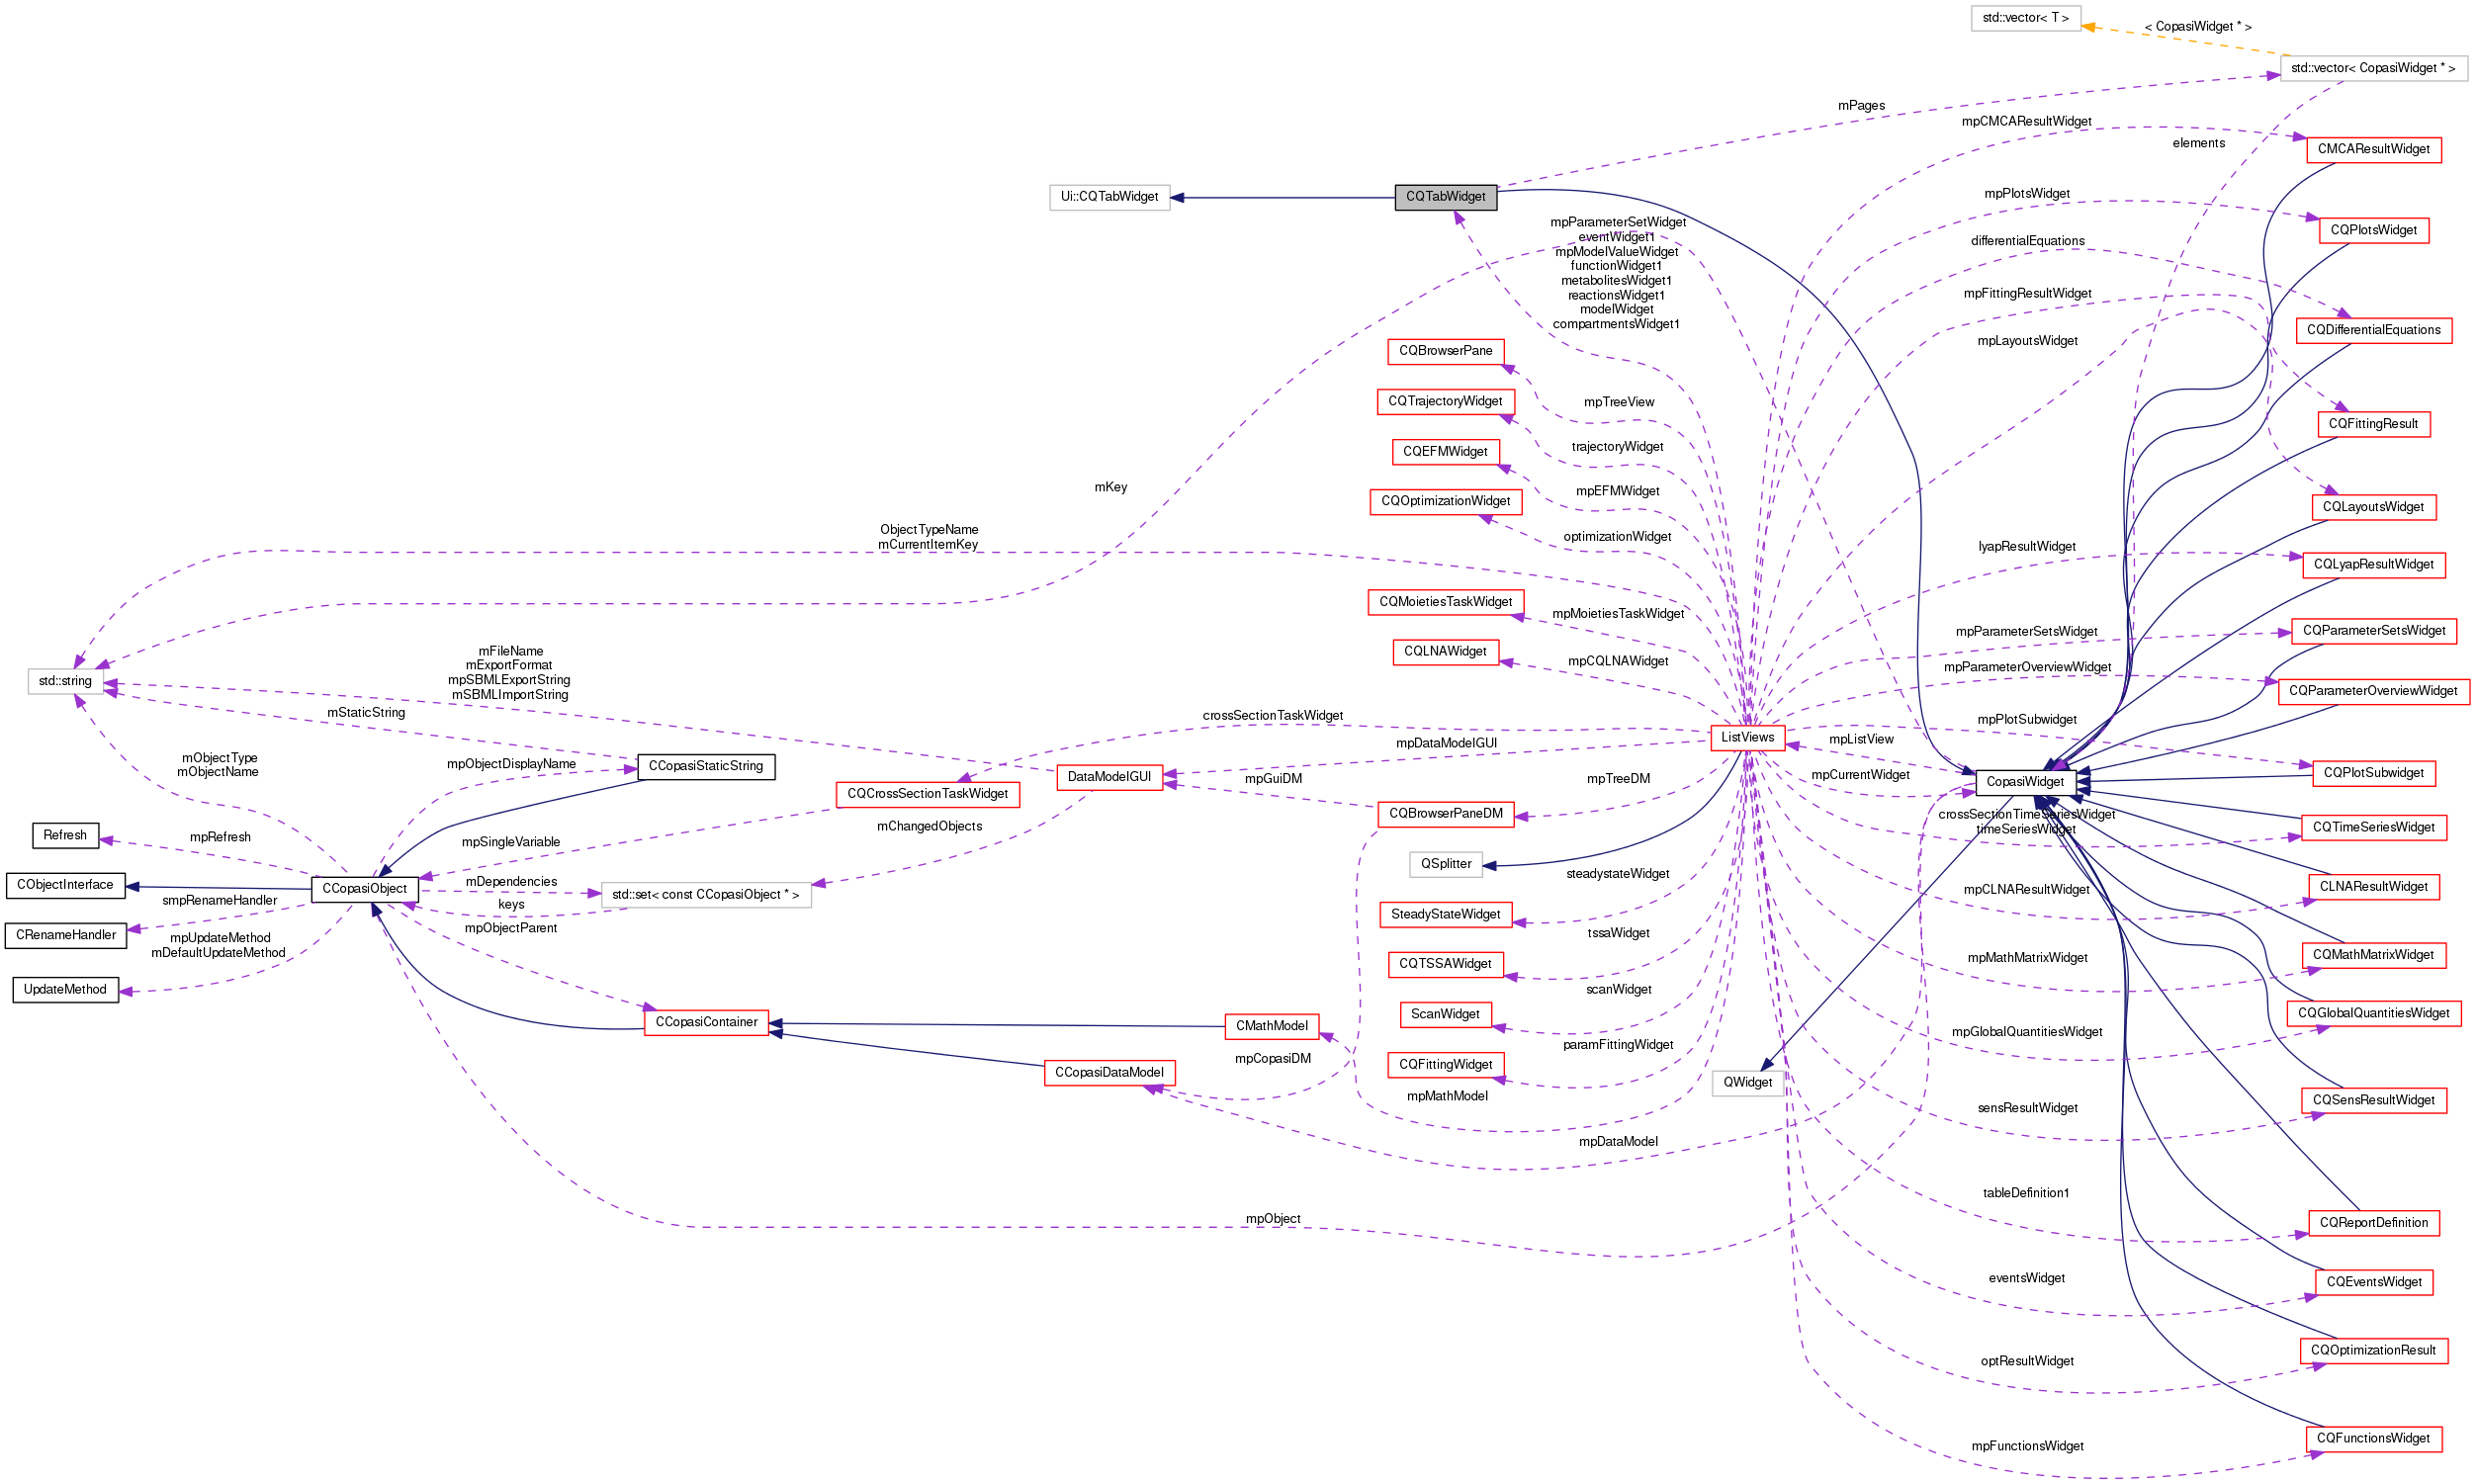 std::vector< T >
< CopasiWidget * >
std::vector< CopasiWidget * >
mPages
mpCMCAResultWidget
elements
CMCAResultWidget
Ui::CQTabWidget
CQTabWidget
mpPlotsWidget
CQPlotsWidget
mpParameterSetWidget
eventWidget1
mpModelValueWidget
functionWidget1
metabolitesWidget1
reactionsWidget1
modelWidget
compartmentsWidget1
differentialEquations
mpFittingResultWidget
CQDifferentialEquations
mpLayoutsWidget
CQBrowserPane
mpTreeView
CQTrajectoryWidget
trajectoryWidget
CQFittingResult
CQEFMWidget
mpEFMWidget
mKey
CQOptimizationWidget
optimizationWidget
CQLayoutsWidget
ObjectTypeName
mCurrentItemKey
lyapResultWidget
CQLyapResultWidget
CQMoietiesTaskWidget
mpMoietiesTaskWidget
mpParameterSetsWidget
CQParameterSetsWidget
CQLNAWidget
mpCQLNAWidget
mpParameterOverviewWidget
CQParameterOverviewWidget
std::string
mFileName
mExportFormat
mpSBMLExportString
mSBMLImportString
mStaticString
crossSectionTaskWidget
ListViews
mpPlotSubwidget
mpListView
mpDataModelGUI
mObjectType
mObjectName
mpObjectDisplayName
CCopasiStaticString
DataModelGUI
mpGuiDM
mpTreeDM
mpCurrentWidget
CopasiWidget
CQPlotSubwidget
CQCrossSectionTaskWidget
CQBrowserPaneDM
crossSectionTimeSeriesWidget
timeSeriesWidget
CQTimeSeriesWidget
Refresh
mpRefresh
mpSingleVariable
mChangedObjects
QSplitter
CObjectInterface
CCopasiObject
mDependencies
std::set< const CCopasiObject * >
steadystateWidget
mpCLNAResultWidget
CLNAResultWidget
smpRenameHandler
keys
SteadyStateWidget
CRenameHandler
mpObjectParent
tssaWidget
mpUpdateMethod
mDefaultUpdateMethod
CQTSSAWidget
mpMathMatrixWidget
CQMathMatrixWidget
UpdateMethod
scanWidget
ScanWidget
CCopasiContainer
CMathModel
mpGlobalQuantitiesWidget
CQGlobalQuantitiesWidget
paramFittingWidget
mpCopasiDM
CQFittingWidget
CCopasiDataModel
QWidget
mpMathModel
sensResultWidget
CQSensResultWidget
mpDataModel
tableDefinition1
mpObject
CQReportDefinition
eventsWidget
CQEventsWidget
optResultWidget
CQOptimizationResult
mpFunctionsWidget
CQFunctionsWidget